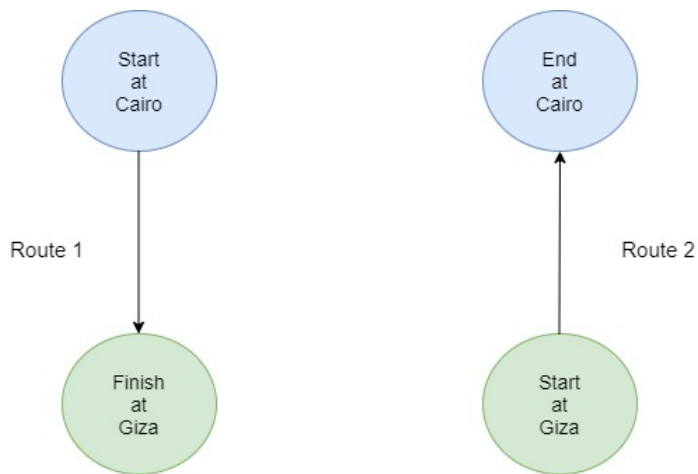 Start
at
Cairo
End
at
Cairo
Route 1
Route 2
Finish
at
Giza
Start
at
Giza